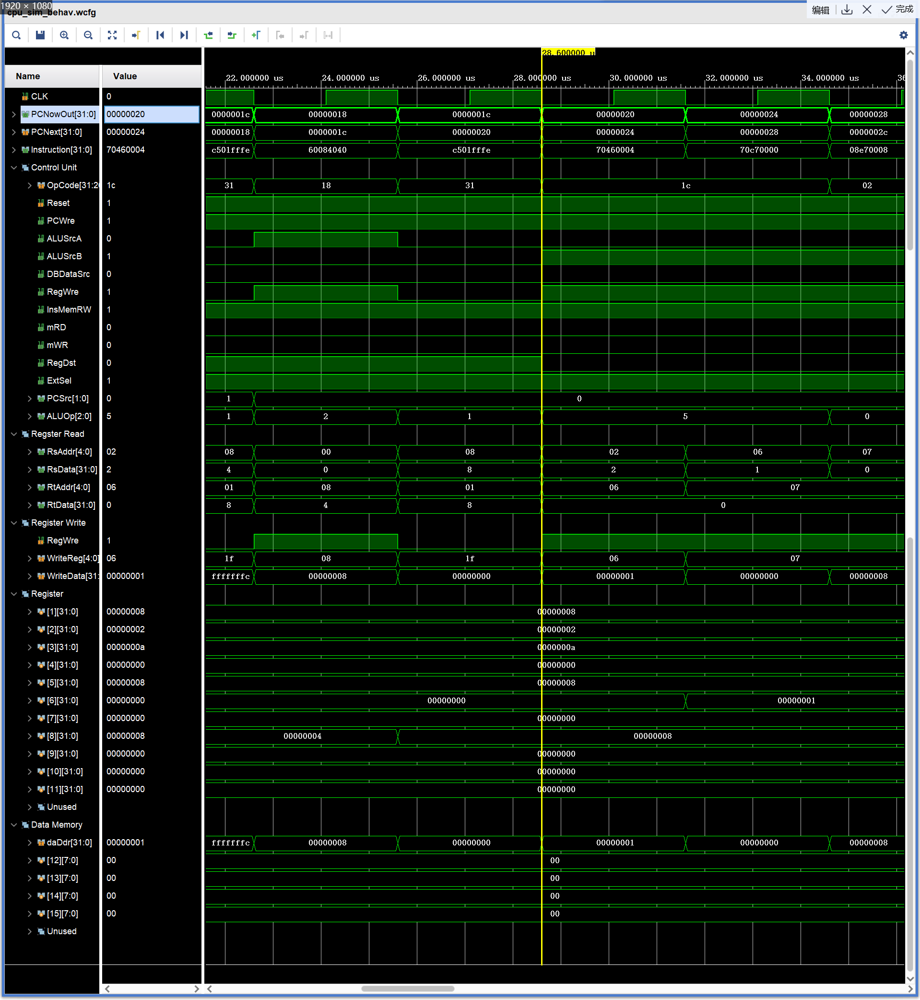 1920 × 1080
cpu_sim_behav.wcfg
编辑 完成
28.600000 u
Name Value
22.000000 us 24.000000 us 26.000000 us 28.000000 us 30.000000 us 32.000000 us 34.000000 us 36
CLK 0
PCNowOut[31:0] 00000020 0000001c 00000018 0000001c 00000020 00000024 00000028
PCNext[31:0] 00000024 00000018 0000001c 00000020 00000024 00000028 0000002c
Instruction[31:0] 70460004 c501fffe 60084040 c501fffe 70460004 70c70000 08e70008
Control Unit
OpCode[31:26 1c 31 18 31 1c 02
Reset 1
PCWre 1
ALUSrcA 0
ALUSrcB 1
DBDataSrc 0
RegWre 1
InsMemRW 1
mRD 0
mWR 0
RegDst 0
ExtSel 1
PCSrc[1:0] 0 1 0
ALUOp[2:0] 5 1 2 1 5 0
Regster Read
RsAddr[4:0] 02 08 00 08 02 06 07
RsData[31:0] 2 4 0 8 2 1 0
RtAddr[4:0] 06 01 08 01 06 07
RtData[31:0] 0 8 4 8 0
Register Write
RegWre 1
WriteReg[4:0] 06 1f 08 1f 06 07
WriteData[31: 00000001 fffffffc 00000008 00000000 00000001 00000000 00000008
Register
[1][31:0] 00000008 00000008
[2][31:0] 00000002 00000002
[3][31:0] 0000000a 0000000a
[4][31:0] 00000000 00000000
[5][31:0] 00000008 00000008
[6][31:0] 00000000 00000000 00000001
[7][31:0] 00000000 00000000
[8][31:0] 00000008 00000004 00000008
[9][31:0] 00000000 00000000
[10][31:0] 00000000 00000000
[11][31:0] 00000000 00000000
Unused
Data Memory
daDdr[31:0] 00000001 fffffffc 00000008 00000000 00000001 00000000 00000008
[12][7:0] 00 00
[13][7:0] 00 00
[14][7:0] 00 00
[15][7:0] 00 00
Unused